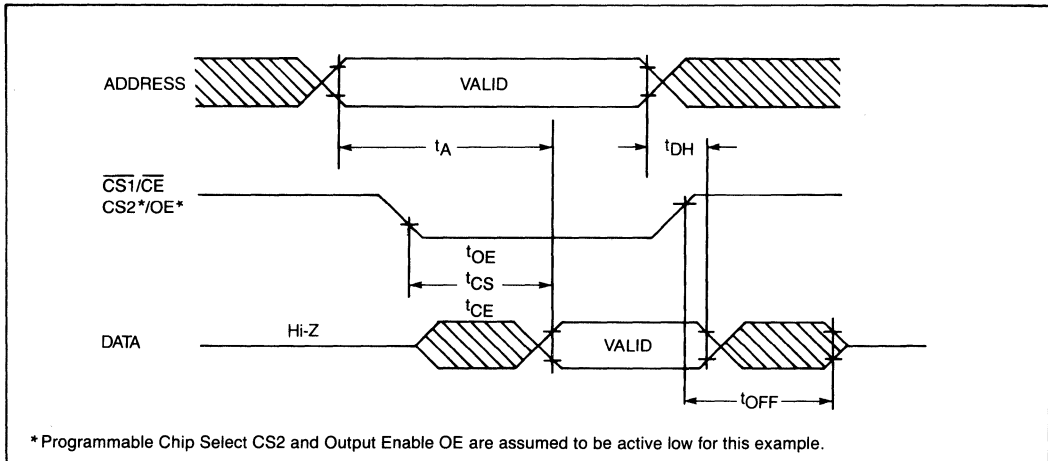 ADDRESS
VALID
tA
tDH
CS1/CE
CS2*/OE*
tOE
tCS
tCE
DATA
Hi-Z
VALID
tOFF
* Programmable Chip Select CS2 and Output Enable OE are assumed to be active low for this example.